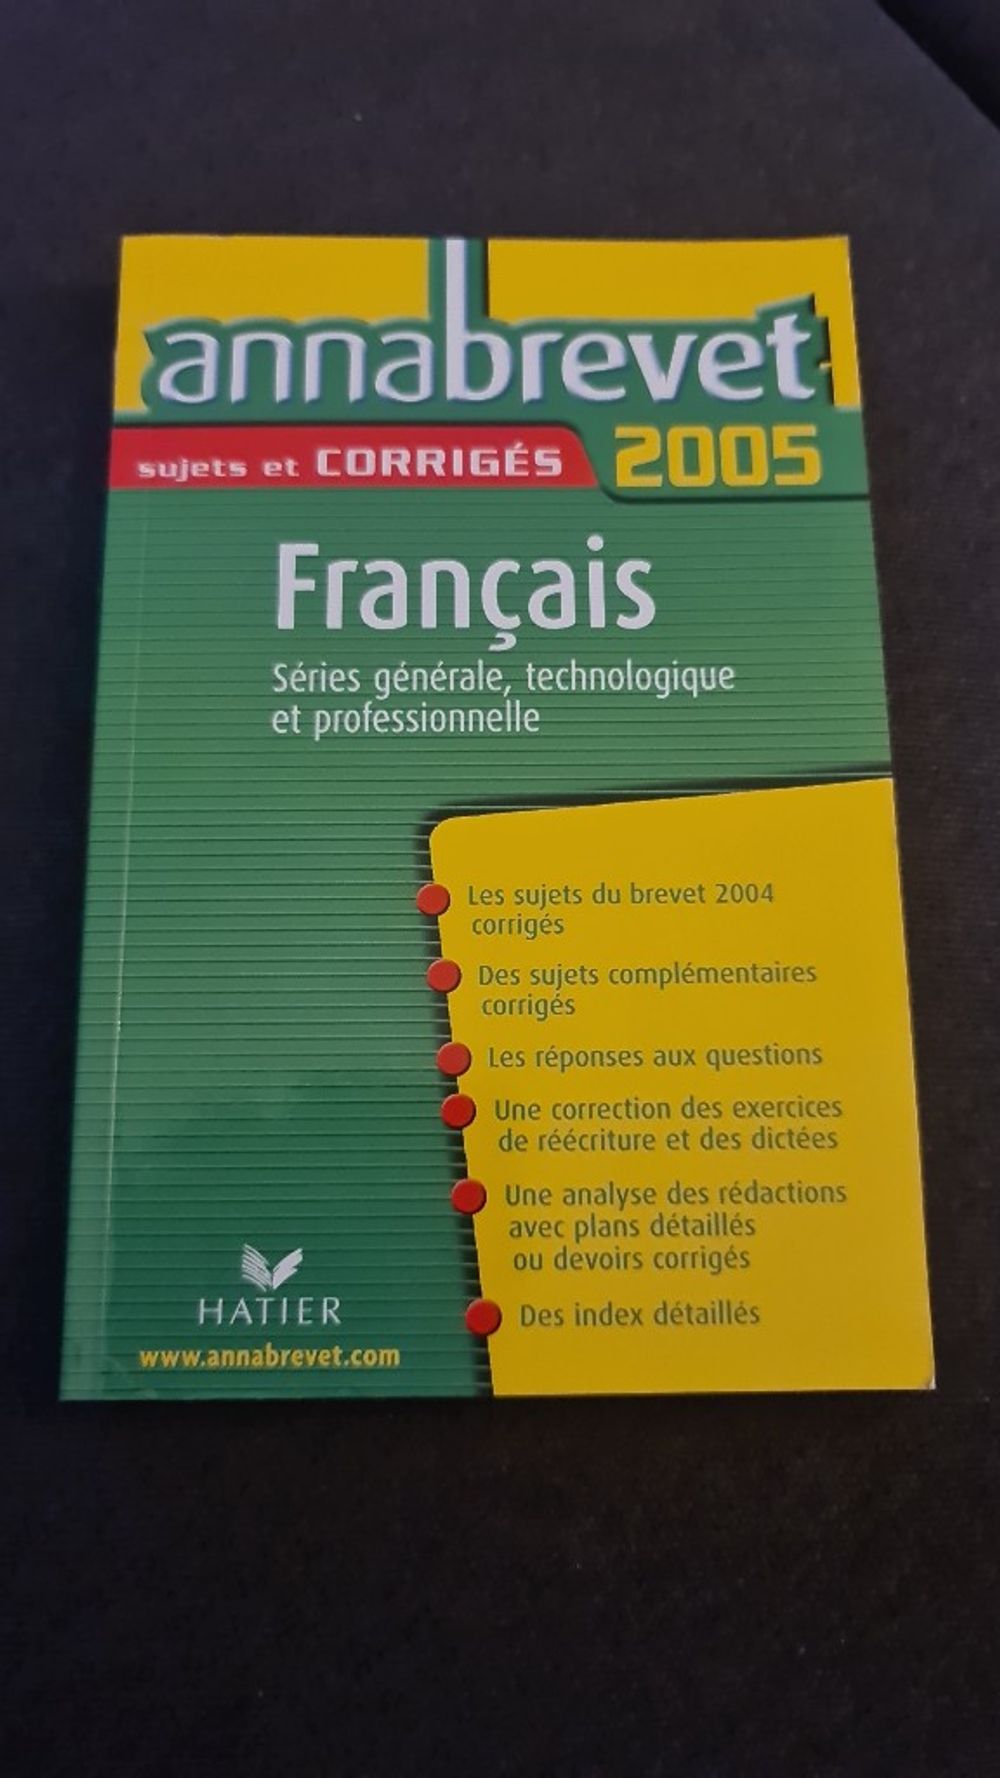 annabrevet
sujets et CORRIGÉS
2005
Français
Séries générale, technologique
et professionnelle
Les sujets du brevet 2004
corrigés
Des sujets complémentaires
corrigés
Les réponses aux questions
Une correction des exercices
de réécriture et des dictées
Une analyse des rédactions
avec plans détaillés
ou devoirs corrigés
Des index détaillés
HATIER
www.annabrevet.com